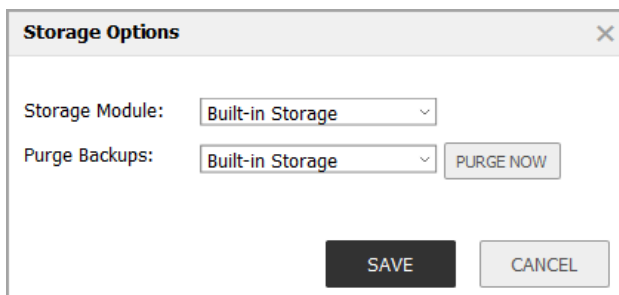 Storage Options
Storage Module: Built-in Storage
Purge Backups: Built-in Storage PURGE NOW
SAVE CANCEL